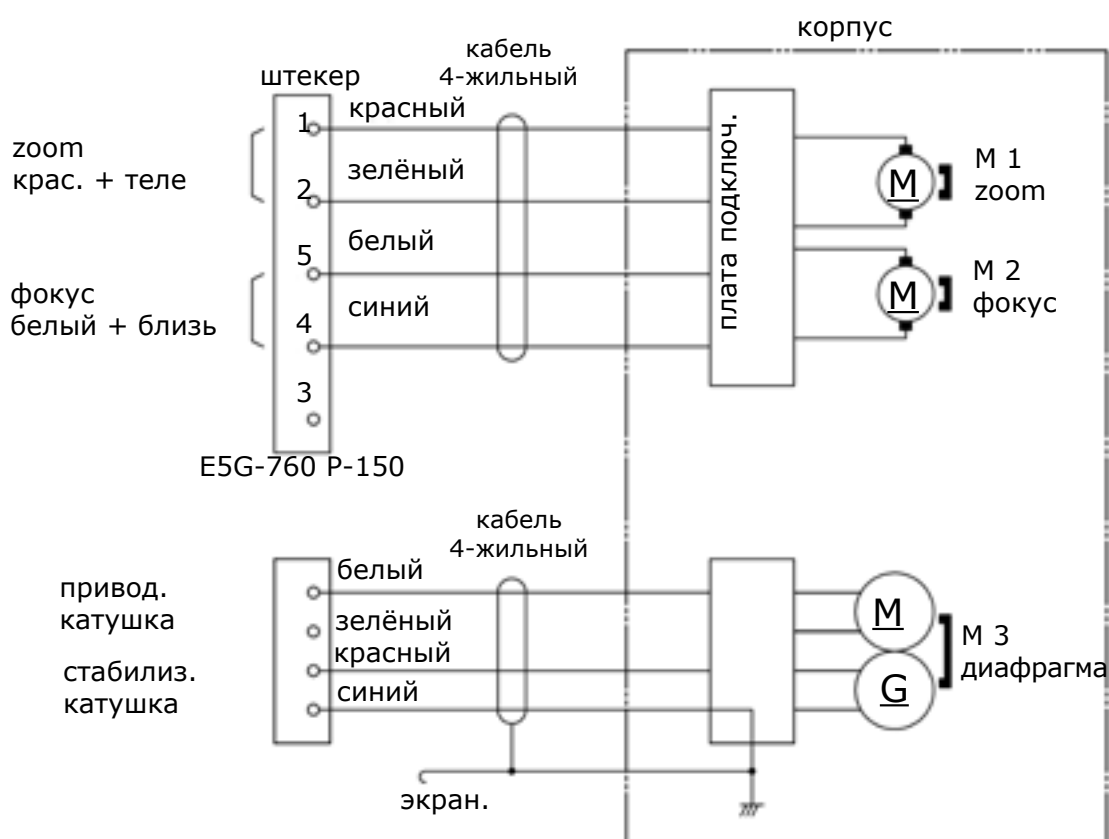 корпус
кабель
4-жильный
штекер
красный
1
zoom
крас. + теле
зелёный
2
плата подключ.
M
M 1
zoom
белый
5
фокус
белый + близь
синий
4
M
M 2
фокус
3
E5G-760 P-150
кабель
4-жильный
привод.
катушка
белый
зелёный
красный
стабилиз.
катушка
синий
M
G
M 3
диафрагма
экран.